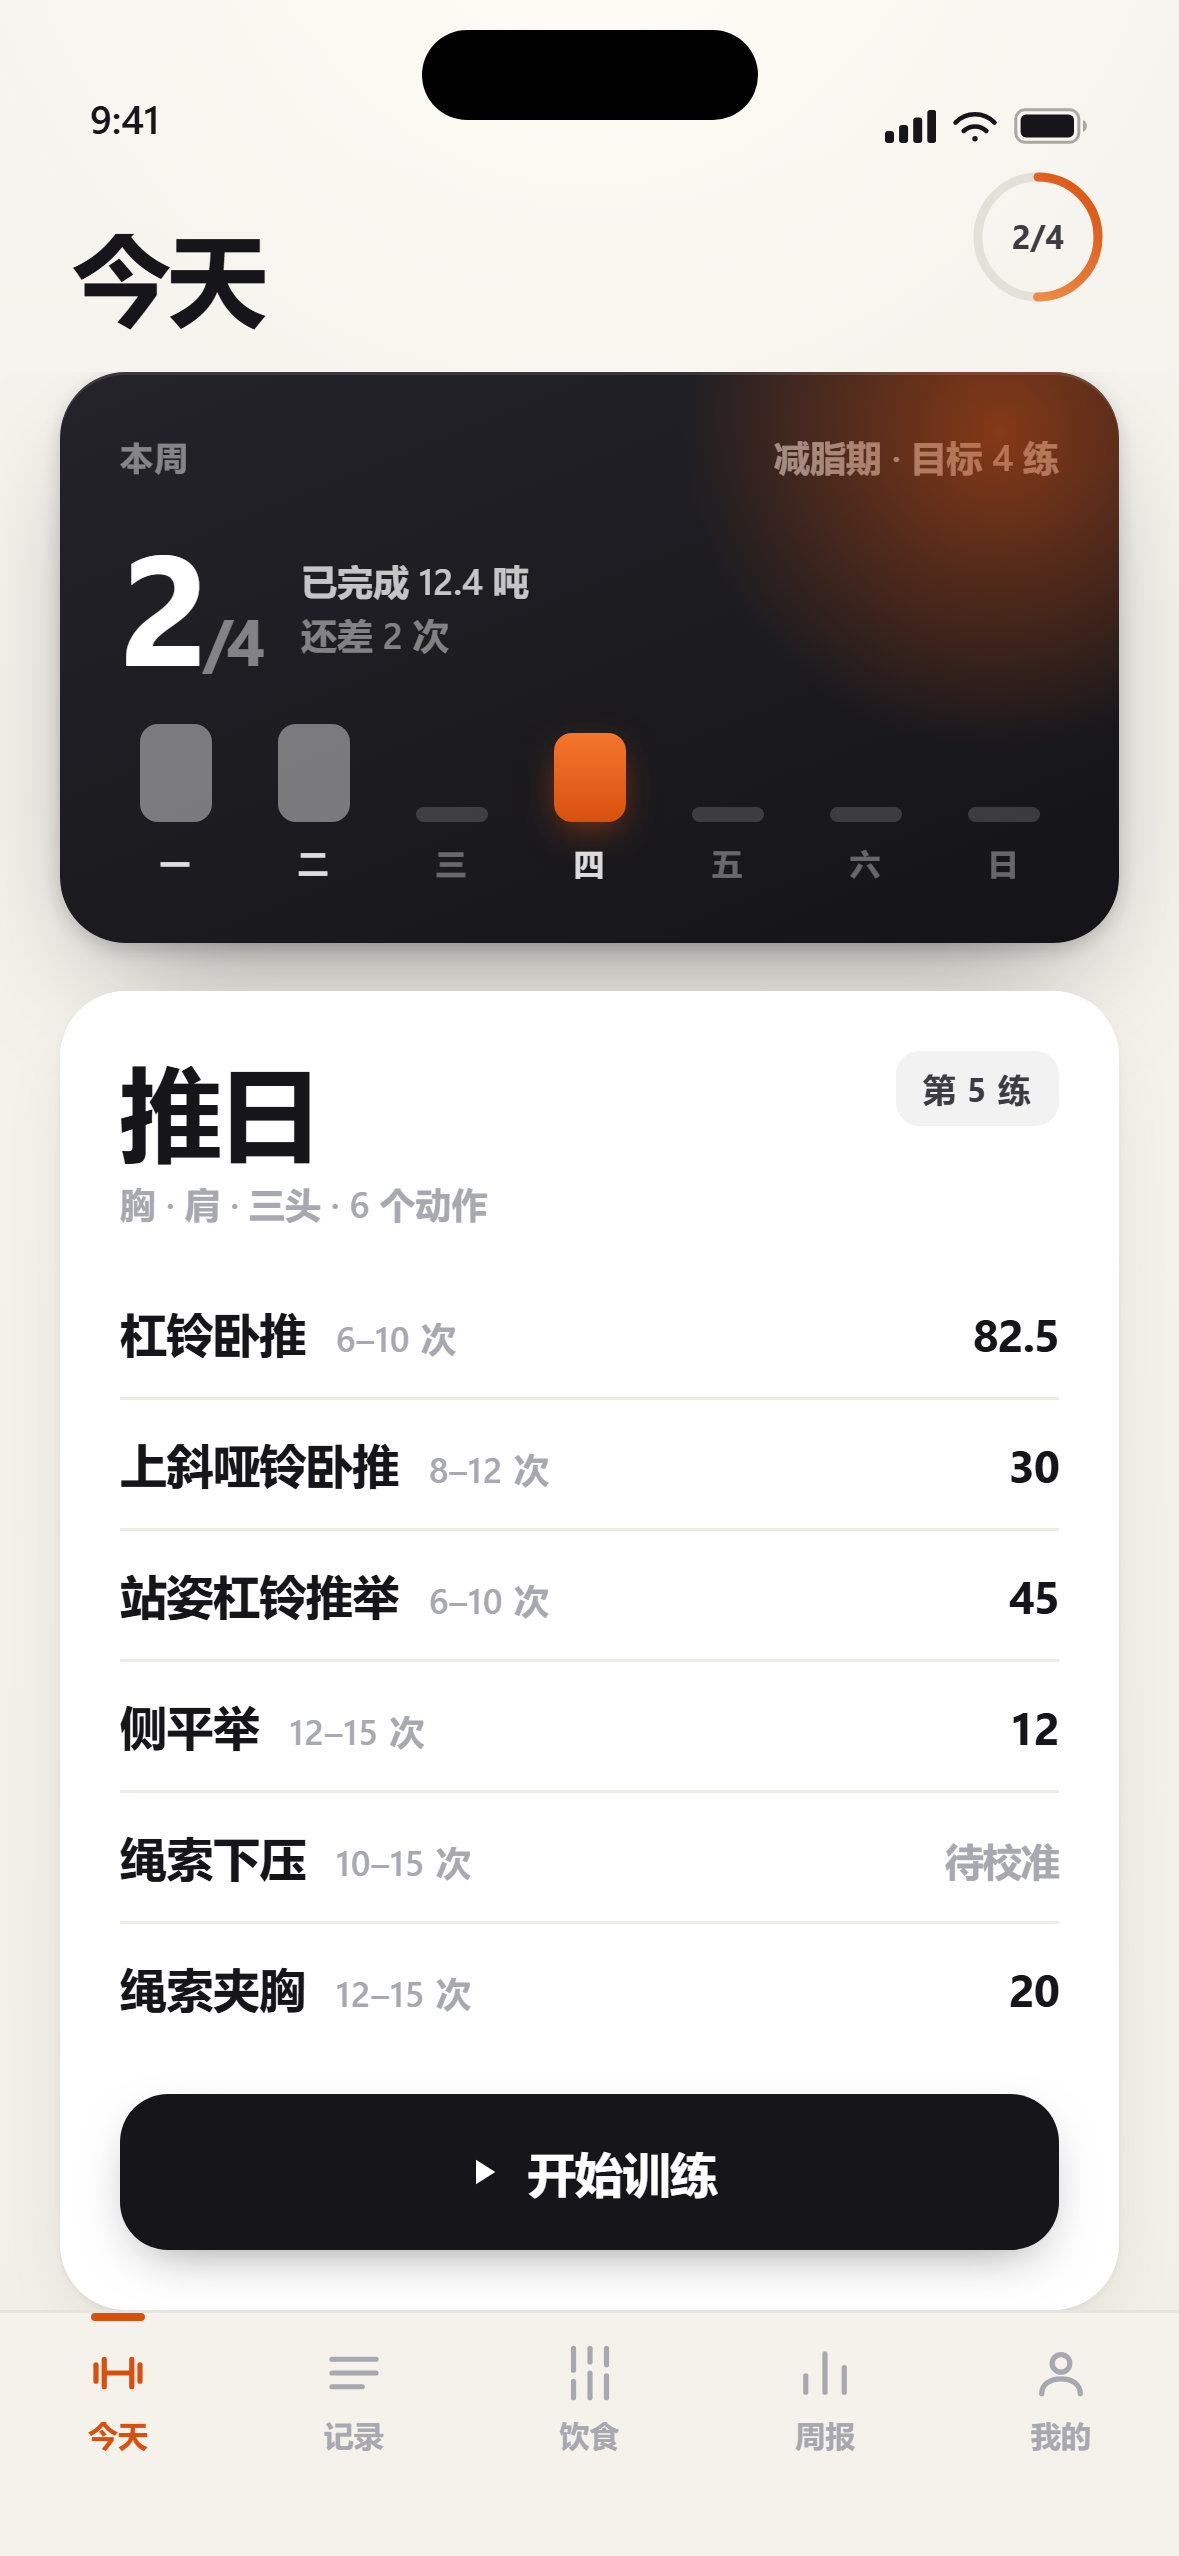 9:41
今天
2/4
本周
减脂期 · 目标 4 练
2/4
已完成 12.4 吨
还差 2 次
一 二 三 四 五 六 日
推日
第 5 练
胸 · 肩 · 三头 · 6 个动作
杠铃卧推 6–10 次 82.5
上斜哑铃卧推 8–12 次 30
站姿杠铃推举 6–10 次 45
侧平举 12–15 次 12
绳索下压 10–15 次 待校准
绳索夹胸 12–15 次 20
开始训练
今天 记录 饮食 周报 我的